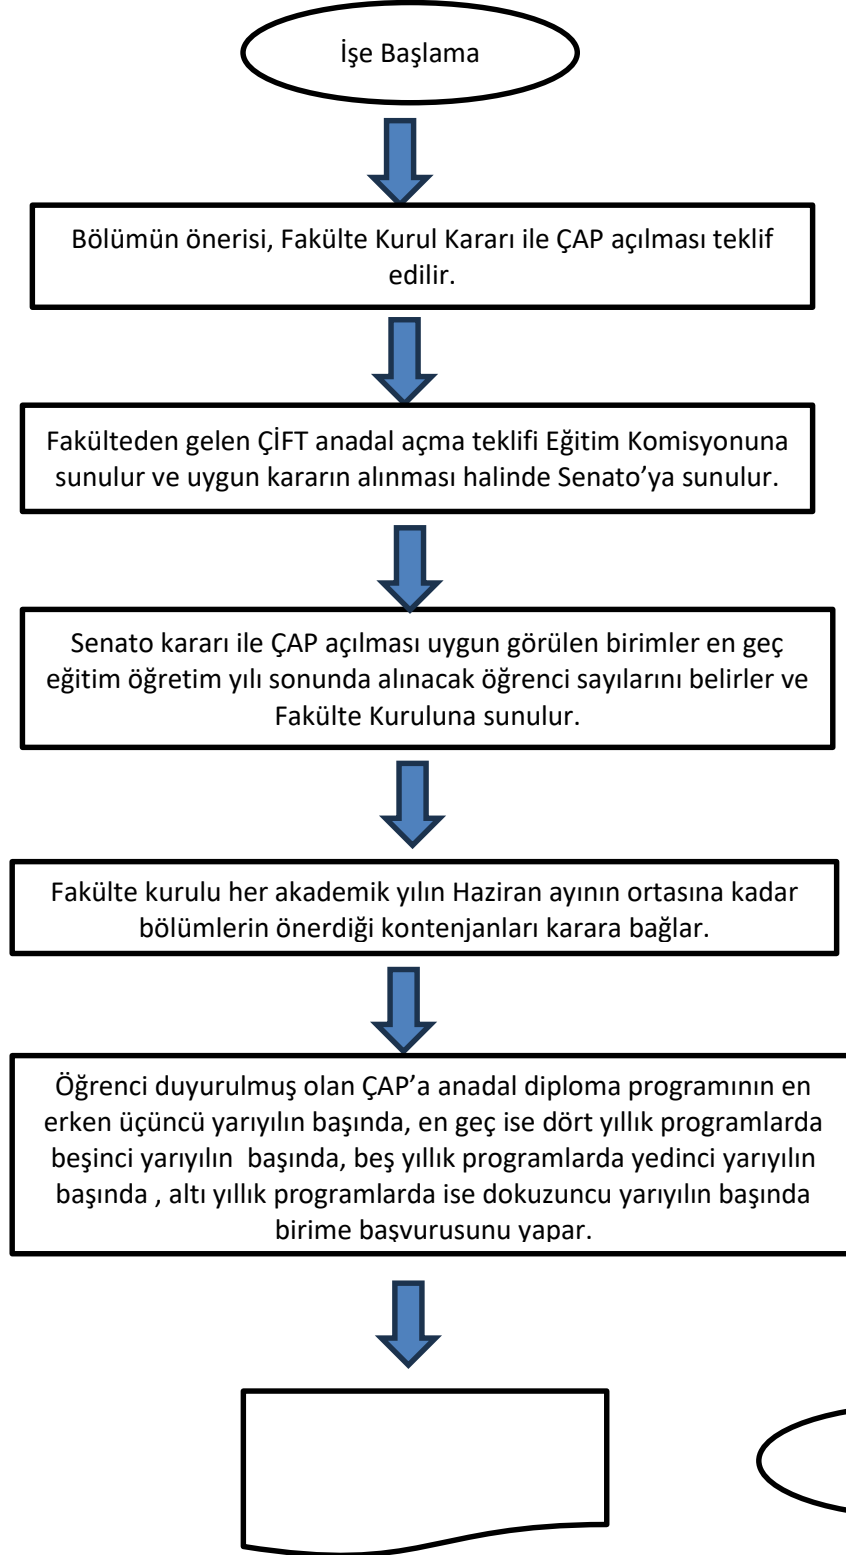 İşe Başlama
Bölümün önerisi, Fakülte Kurul Kararı ile ÇAP açılması teklif
edilir.
Fakülteden gelen ÇİFT anadal açma teklifi Eğitim Komisyonuna
sunulur ve uygun kararın alınması halinde Senato’ya sunulur.
Senato kararı ile ÇAP açılması uygun görülen birimler en geç
eğitim öğretim yılı sonunda alınacak öğrenci sayılarını belirler ve
Fakülte Kuruluna sunulur.
Fakülte kurulu her akademik yılın Haziran ayının ortasına kadar
bölümlerin önerdiği kontenjanları karara bağlar.
Öğrenci duyurulmuş olan ÇAP’a anadal diploma programının en
erken üçüncü yarıyılın başında, en geç ise dört yıllık programlarda
beşinci yarıyılın  başında, beş yıllık programlarda yedinci yarıyılın
başında , altı yıllık programlarda ise dokuzuncu yarıyılın başında
birime başvurusunu yapar.